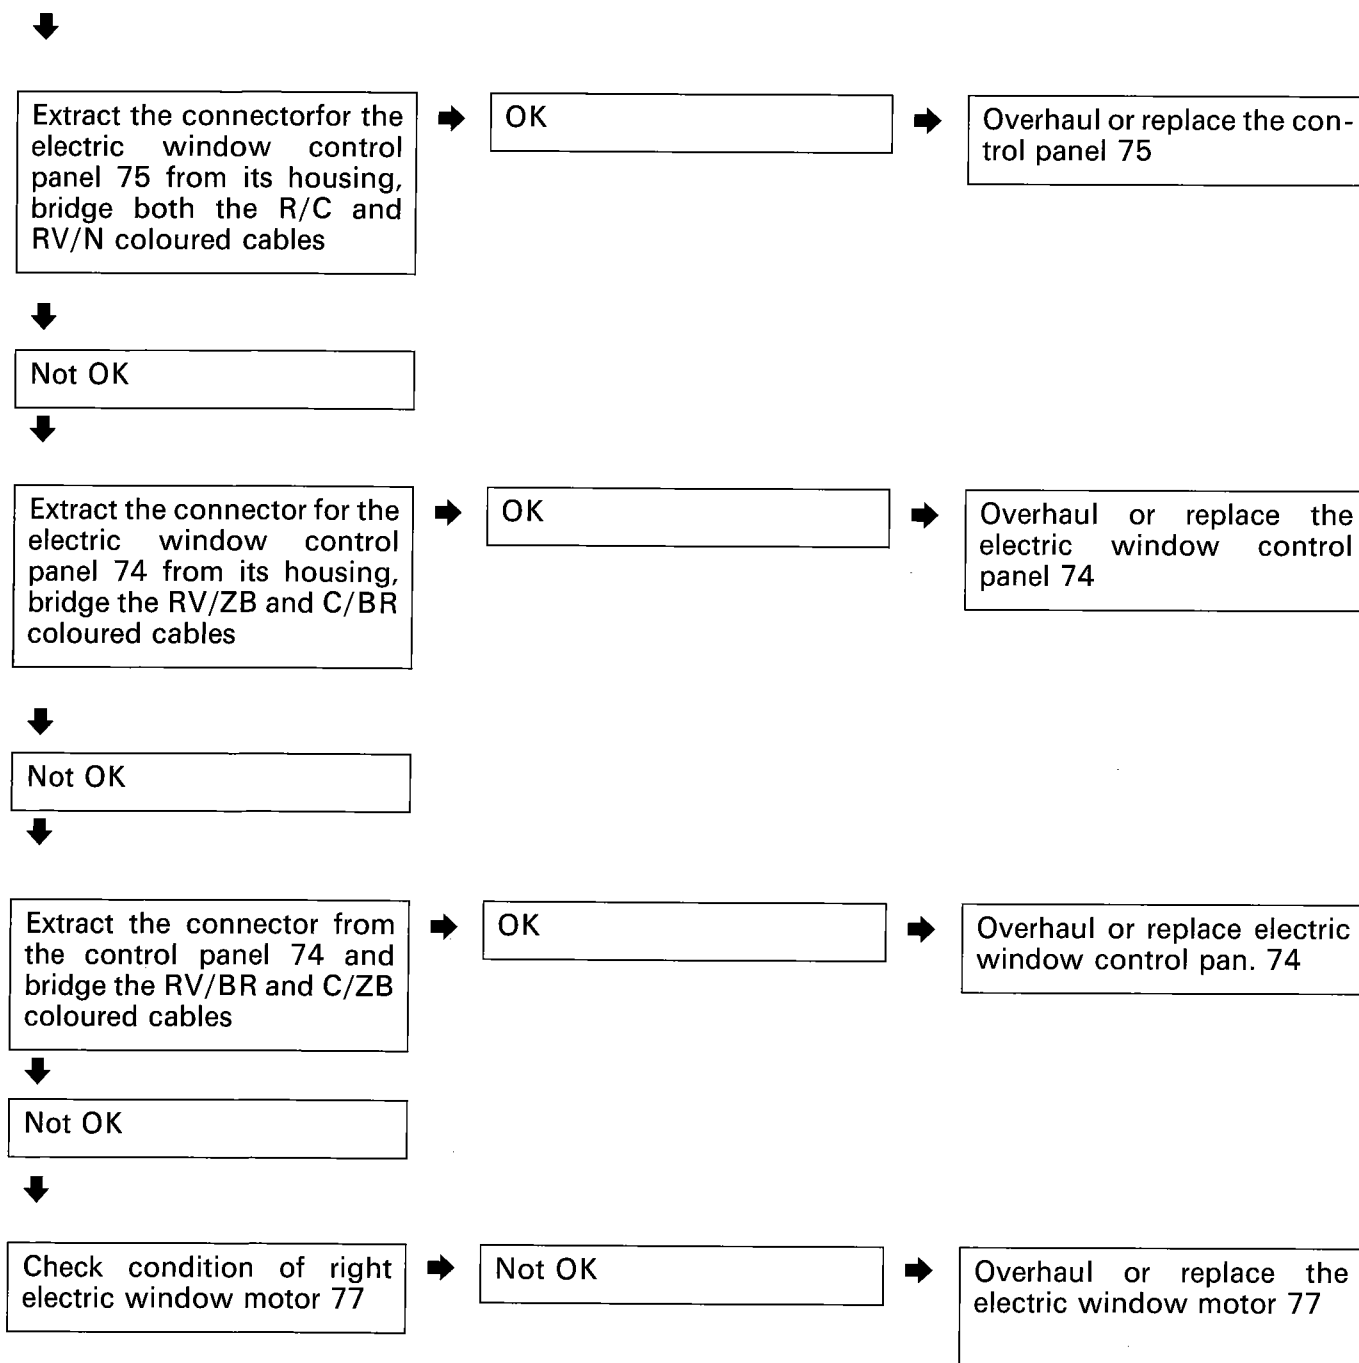 Extract the connectorfor the
electric window control
panel 75 from its housing,
bridge both the R/C and
RV/N coloured cables
OK
Overhaul or replace the con-
trol panel 75
Not OK
Extract the connector for the
electric window control
panel 74 from its housing,
bridge the RV/ZB and C/BR
coloured cables
OK
Overhaul or replace the
electric window control
panel 74
Not OK
Extract the connector from
the control panel 74 and
bridge the RV/BR and C/ZB
coloured cables
OK
Overhaul or replace electric
window control pan. 74
Not OK
Check condition of right
electric window motor 77
Not OK
Overhaul or replace the
electric window motor 77